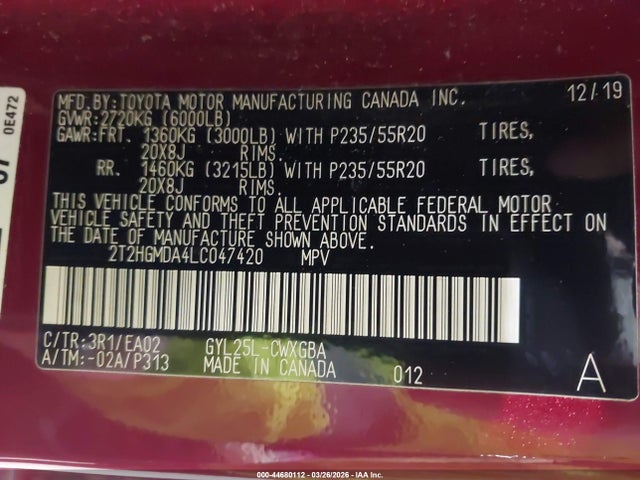 MFD.BY:TOYOTA MOTOR MANUFACTURING CANADA INC. 12/19
GVWR:2720KG (6000LB)
GAWR:FRT. 1360KG (3000LB) WITH P235/55R20 TIRES,
20X8J RIMS.
RR. 1460KG (3215LB) WITH P235/55R20 TIRES,
20X8J RIMS.
THIS VEHICLE CONFORMS TO ALL APPLICABLE FEDERAL MOTOR
VEHICLE SAFETY AND THEFT PREVENTION STANDARDS IN EFFECT ON
THE DATE OF MANUFACTURE SHOWN ABOVE.
2T2HGMDA4LC047420 MPV
C/TR:3R1/EA02 GYL25L-CWXGBA
A/TM:-02A/P313 MADE IN CANADA 012 A
0E472
000-44680112 - 03/26/2026 - IAA Inc.